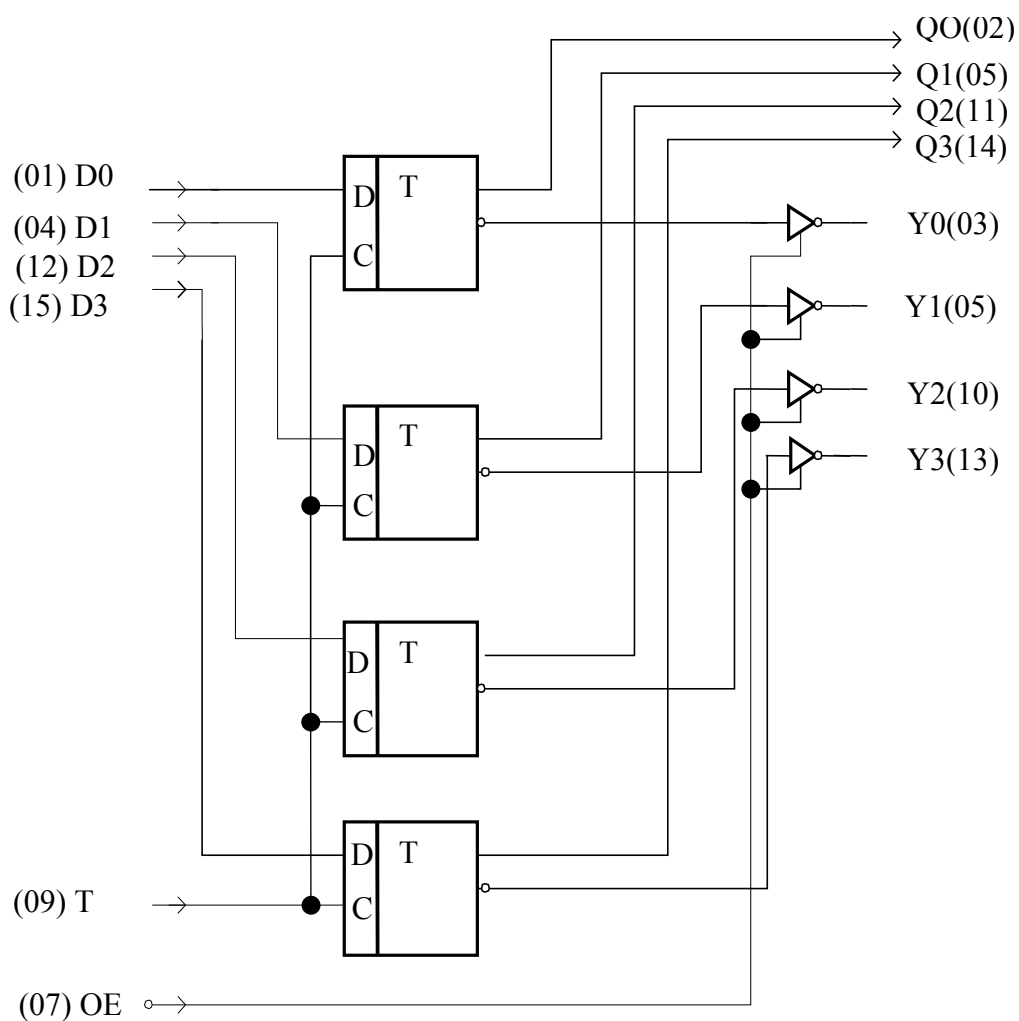 QO(02)
Q1(05)
Q2(11)
Q3(14)
(01) D0
(04) D1
(12) D2
(15) D3
D T
C
Y0(03)
Y1(05)
Y2(10)
Y3(13)
T
D
C
T
D
C
D T
C
(09) T
(07) OE